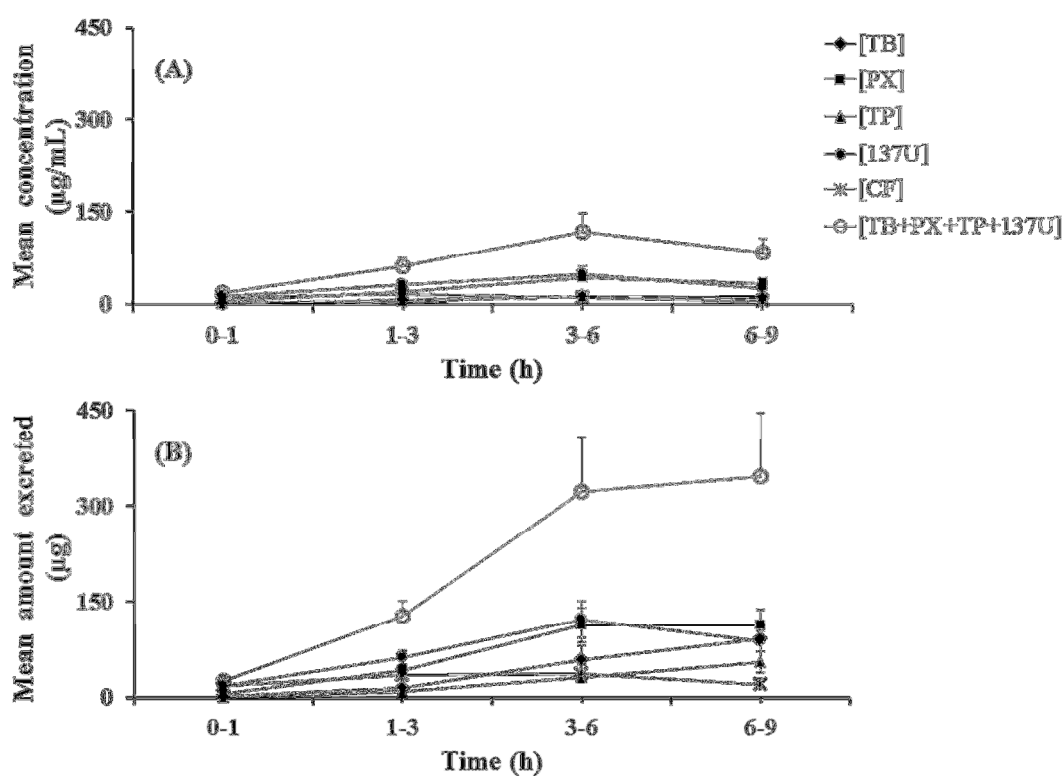 450
300
150
0
Mean concentration
(µg/mL)
(A)
0-1
1-3
3-6
6-9
Time (h)
[TB]
[PX]
[TP]
[137U]
[CF]
[TB+PX+TP+137U]
450
300
150
0
Mean amount excreted
(µg)
(B)
0-1
1-3
3-6
6-9
Time (h)